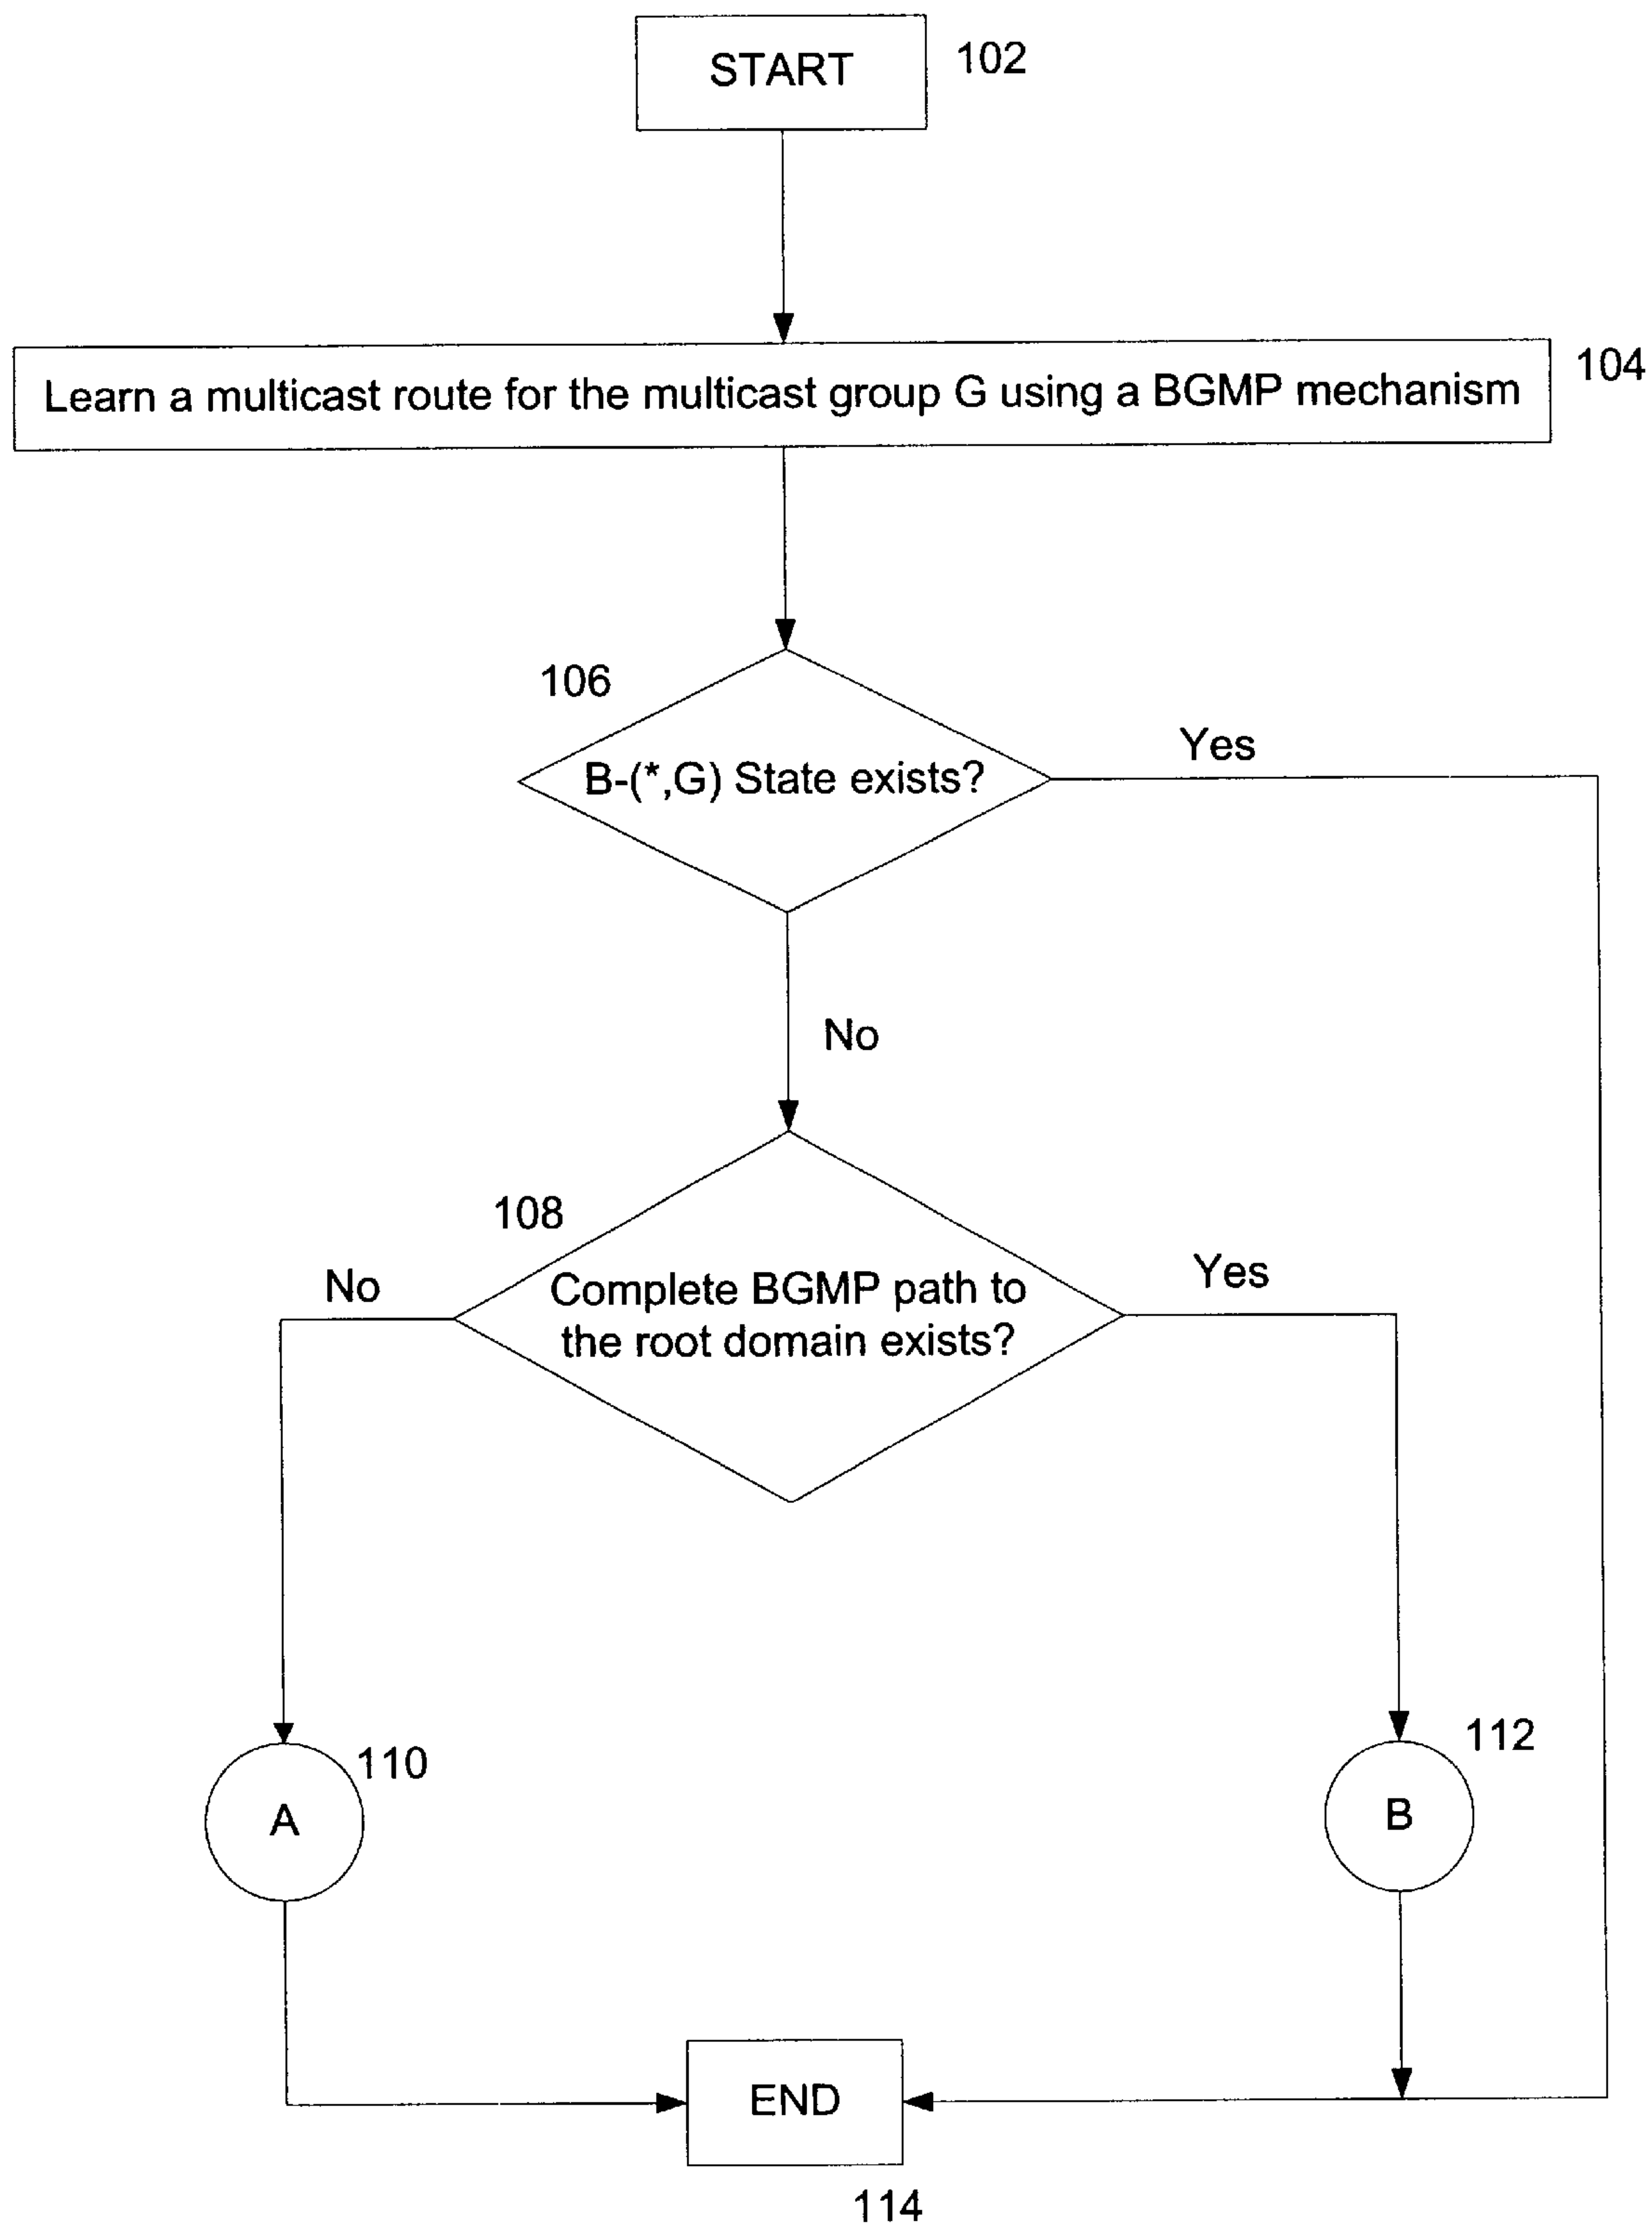 START
102
104
Learn a multicast route for the multicast group G using a BGMP mechanism
106
Yes
B-(*,G) State exists?
No
108
No
Yes
Complete BGMP path to
the root domain exists?
110
112
A
B
END
114